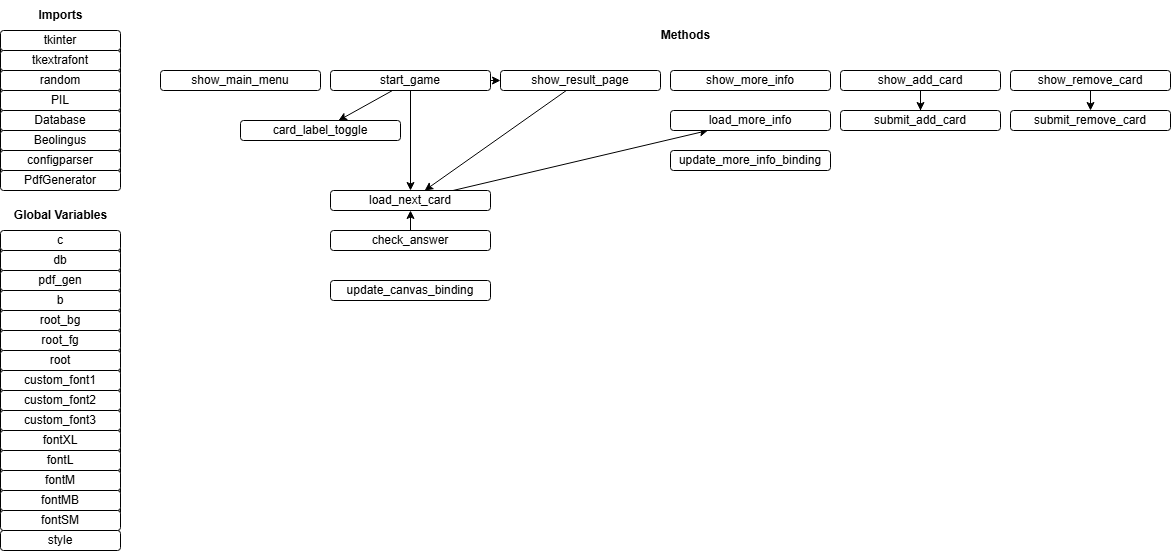 Imports
tkinter
tkextrafont
random
PIL
Database
Beolingus
configparser
PdfGenerator
Global Variables
c
db
pdf_gen
b
root_bg
root_fg
root
custom_font1
custom_font2
custom_font3
fontXL
fontL
fontM
fontMB
fontSM
style
Methods
show_main_menu
start_game
show_result_page
show_more_info
show_add_card
show_remove_card
card_label_toggle
load_more_info
submit_add_card
submit_remove_card
update_more_info_binding
load_next_card
check_answer
update_canvas_binding